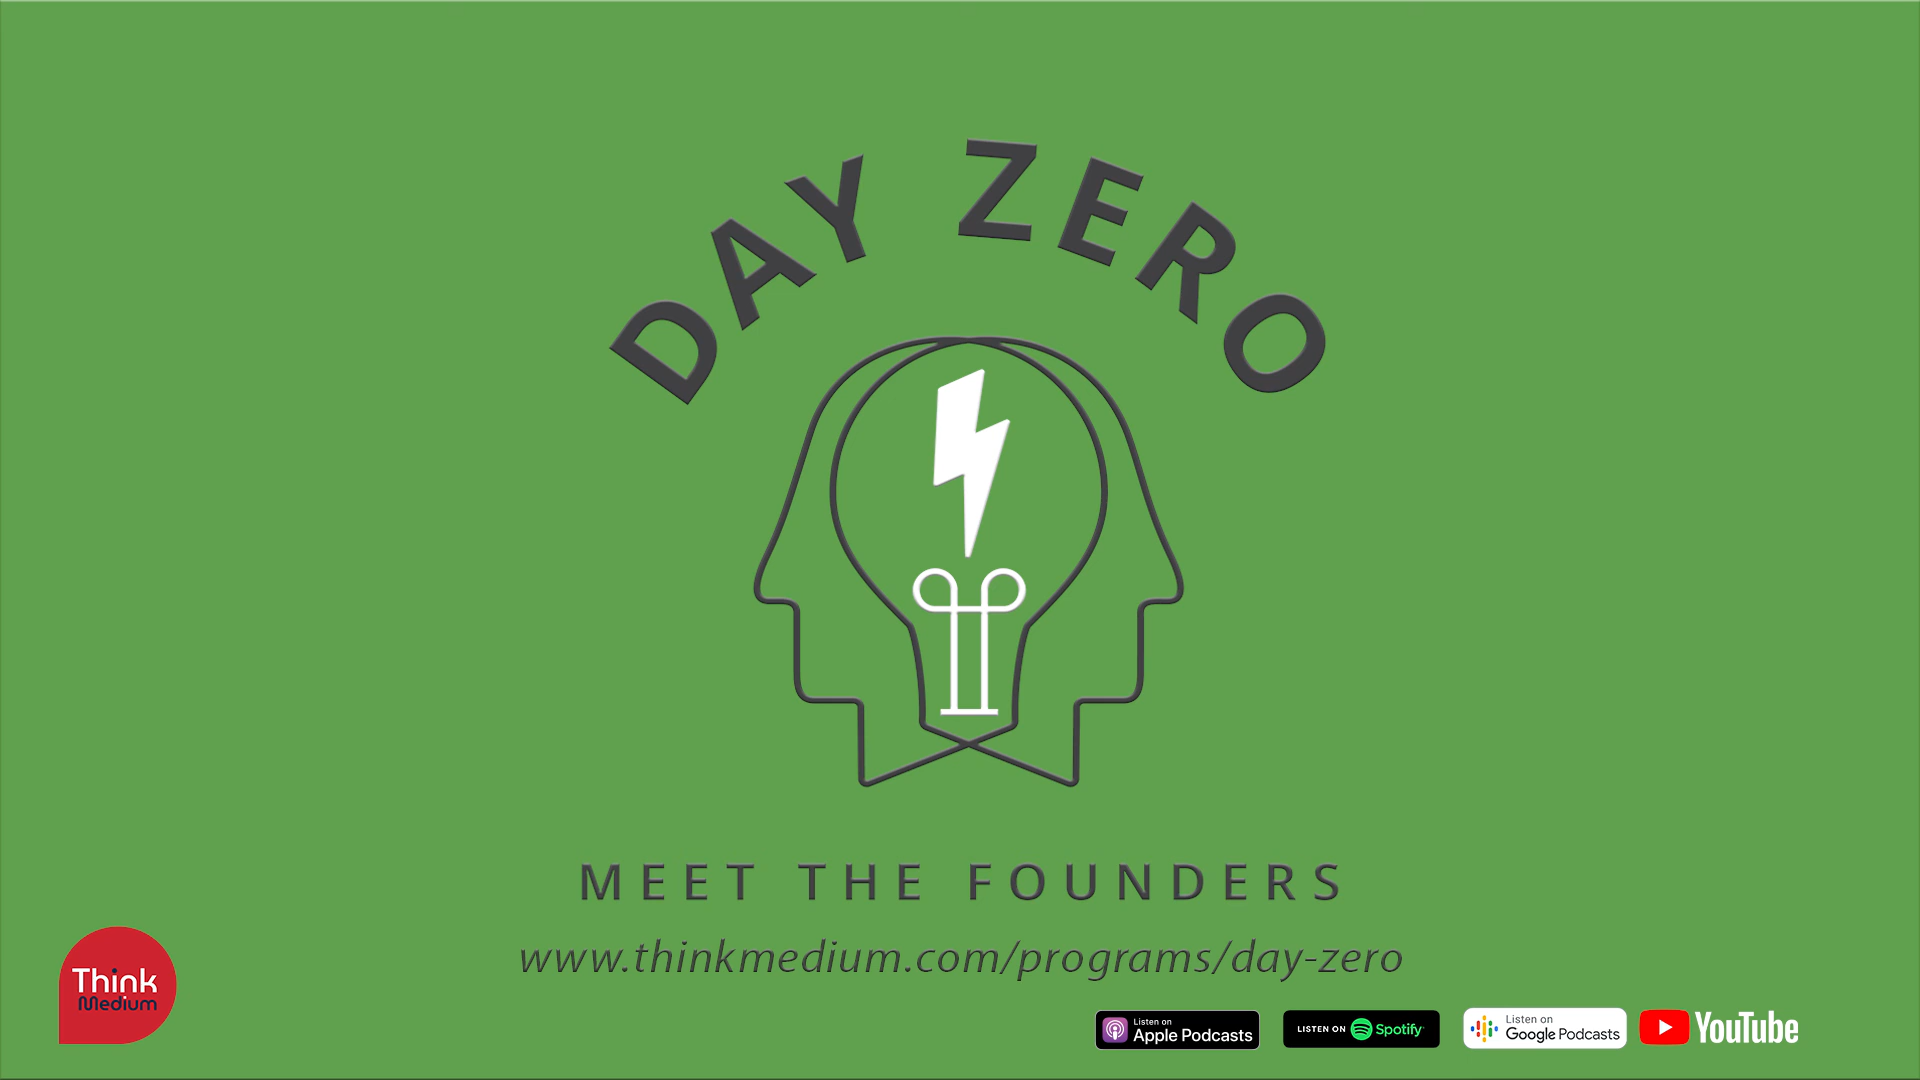 DAY ZERO
MEET THE FOUNDERS
www.thinkmedium.com/programs/day-zero
Think
Medium
Listen on
Apple Podcasts
LISTEN ON Spotify
Listen on
Google Podcasts
YouTube